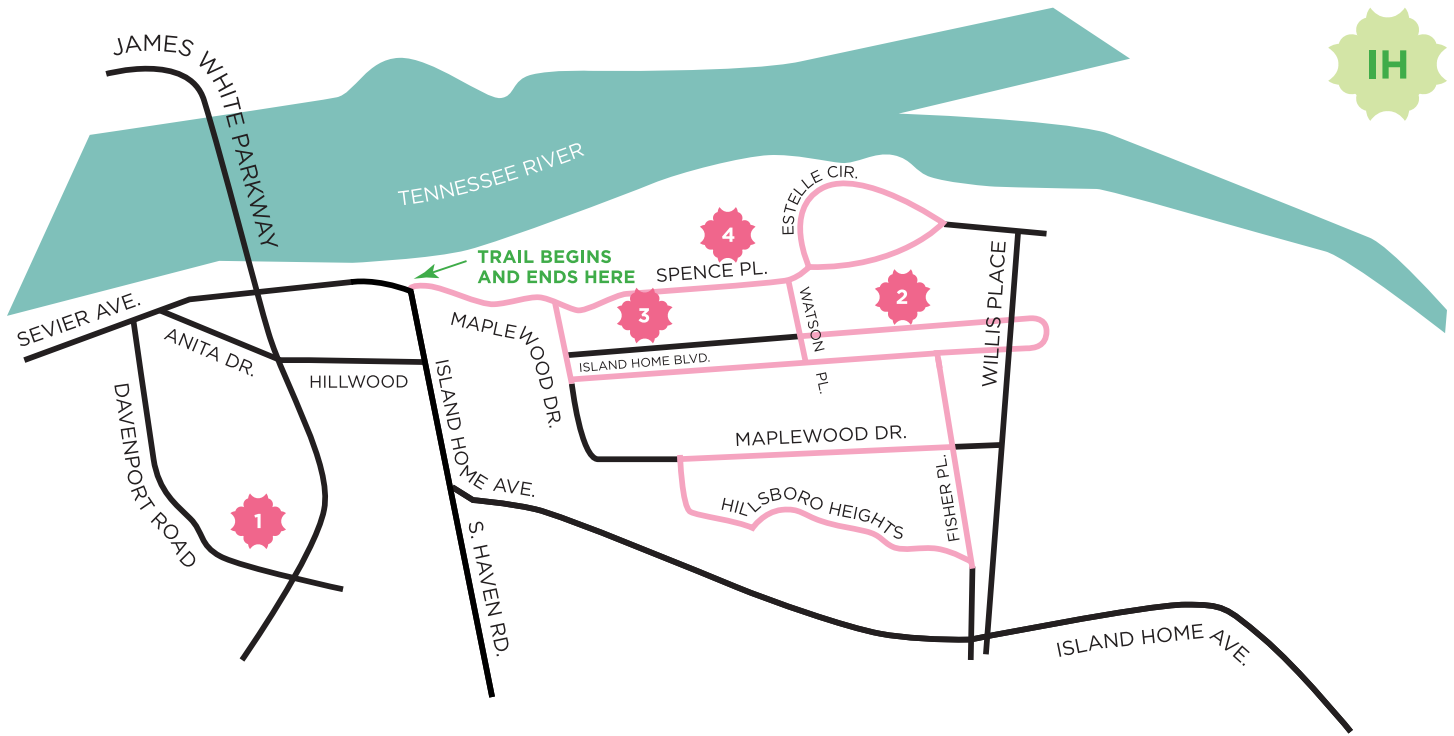 JAMES WHITE PARKWAY
IH
TENNESSEE RIVER
ESTELLE CIR.
4
TRAIL BEGINS
AND ENDS HERE
SPENCE PL.
2
3
WATSON PL.
WILLIS PLACE
SEVIER AVE.
ANITA DR.
MAPLEWOOD DR.
ISLAND HOME BLVD.
HILLWOOD
DAVENPORT ROAD
ISLAND HOME AVE.
MAPLEWOOD DR.
FISHER PL.
HILLSBORO HEIGHTS
1
S. HAVEN RD.
ISLAND HOME AVE.